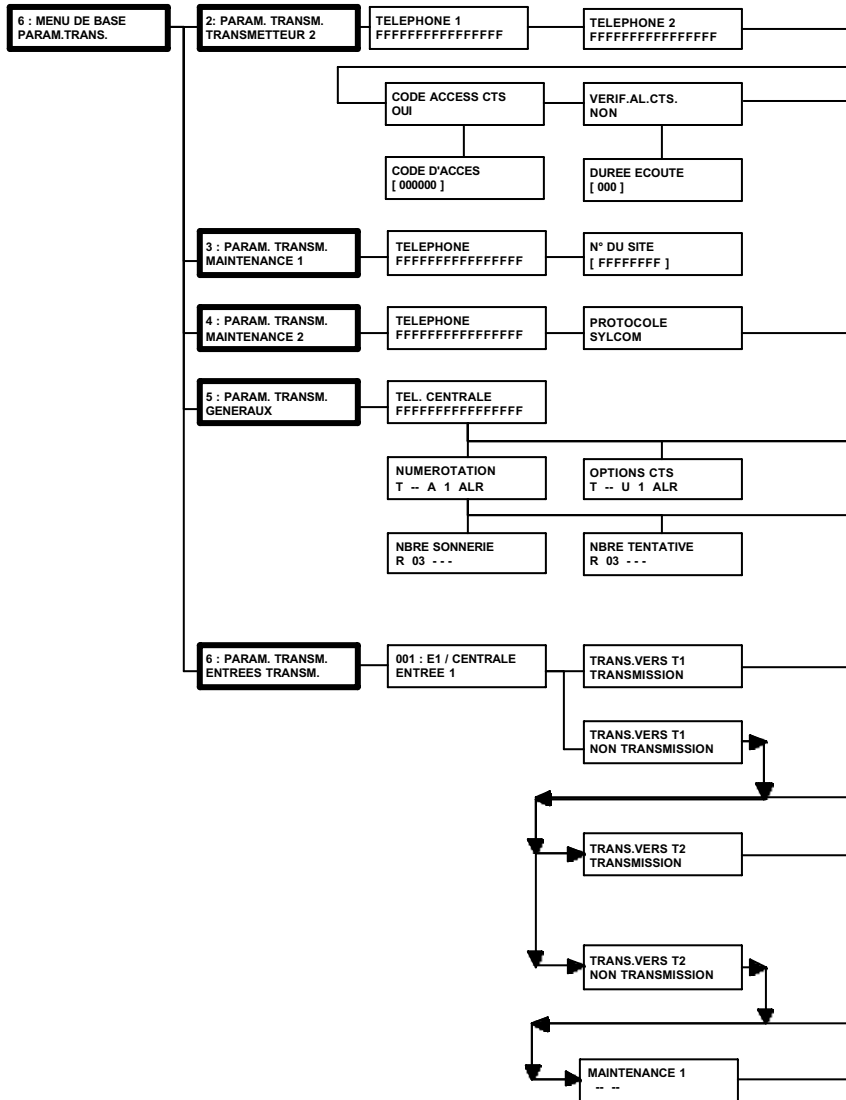 6 : MENU DE BASE
PARAM.TRANS.
2: PARAM. TRANSM.
TRANSMETTEUR 2
TELEPHONE 1
FFFFFFFFFFFFFFFF
TELEPHONE 2
FFFFFFFFFFFFFFFF
CODE ACCESS CTS
OUI
VERIF.AL.CTS.
NON
CODE D'ACCES
[ 000000 ]
DUREE ECOUTE
[ 000 ]
3 : PARAM. TRANSM.
MAINTENANCE 1
TELEPHONE
FFFFFFFFFFFFFFFF
N° DU SITE
[ FFFFFFFF ]
4 : PARAM. TRANSM.
MAINTENANCE 2
TELEPHONE
FFFFFFFFFFFFFFFF
PROTOCOLE
SYLCOM
5 : PARAM. TRANSM.
GENERAUX
TEL. CENTRALE
FFFFFFFFFFFFFFFF
NUMEROTATION
T -- A 1 ALR
OPTIONS CTS
T -- U 1 ALR
NBRE SONNERIE
R 03 - - -
NBRE TENTATIVE
R 03 - - -
6 : PARAM. TRANSM.
ENTREES TRANSM.
001 : E1 / CENTRALE
ENTREE 1
TRANS.VERS T1
TRANSMISSION
TRANS.VERS T1
NON TRANSMISSION
TRANS.VERS T2
TRANSMISSION
TRANS.VERS T2
NON TRANSMISSION
MAINTENANCE 1
-- --